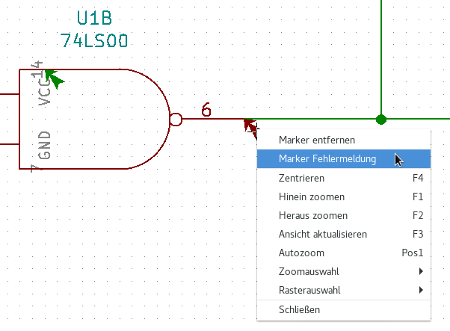 U1B
74LS00
14
VCC
6
GND
7
Marker entfernen
Marker Fehlermeldung
Zentrieren F4
Hinein zoomen F1
Heraus zoomen F2
Ansicht aktualisieren F3
Autozoom Pos1
Zoomauswahl
Rasterauswahl
Schließen